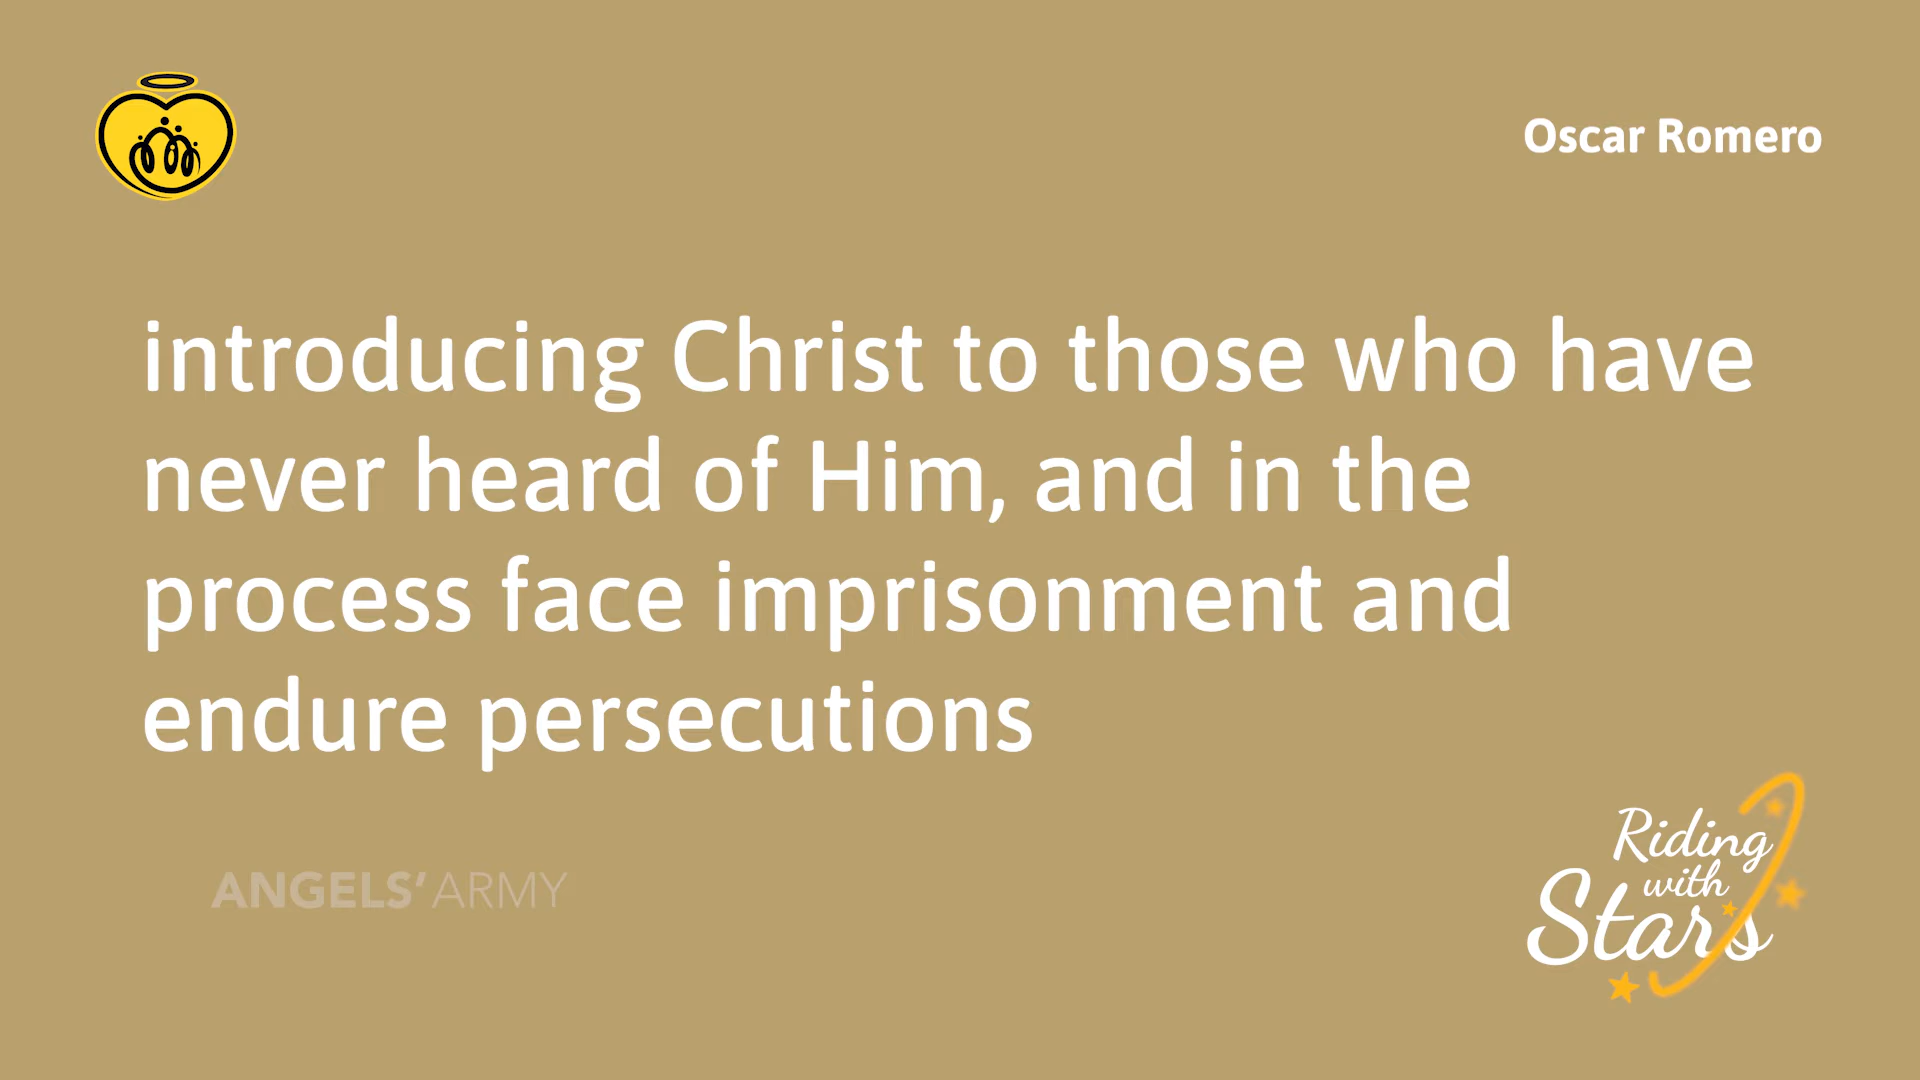 Oscar Romero
introducing Christ to those who have
never heard of Him, and in the
process face imprisonment and
endure persecutions
ANGELS’ARMY
Riding
with
Stars